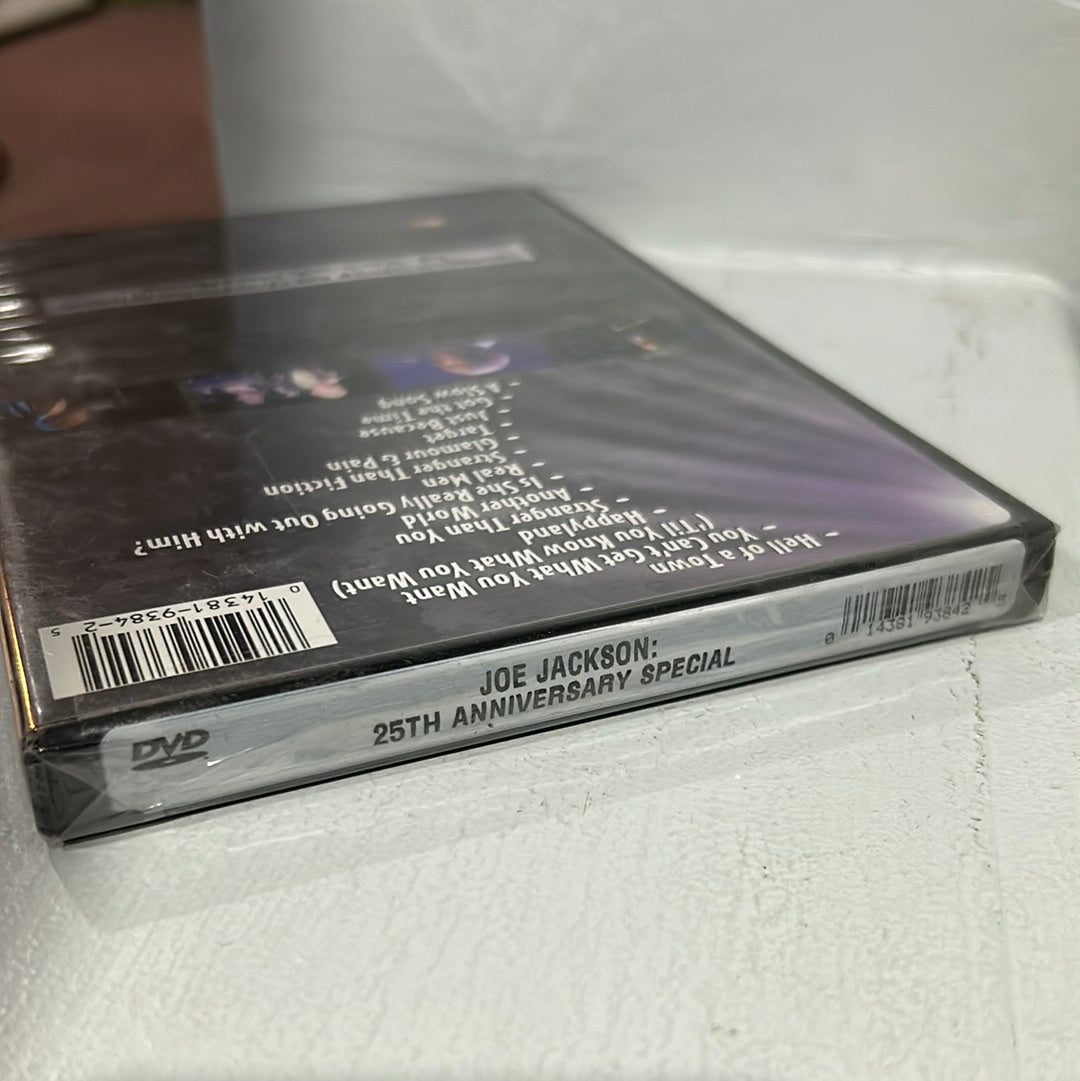 - Hell of a Town
- You Can't Get What You Want
('Til You Know What You Want)
- Happyland
- Stranger Than You
- Another World
- Is She Really Going Out with Him?
- Real Men
- Stranger Than Fiction
- Glamour & Pain
- Target
- Just Because
- Got the Time
- A Slow Song
0 14381-9384-2 5
JOE JACKSON:
25TH ANNIVERSARY SPECIAL
DVD
0 14381 93842